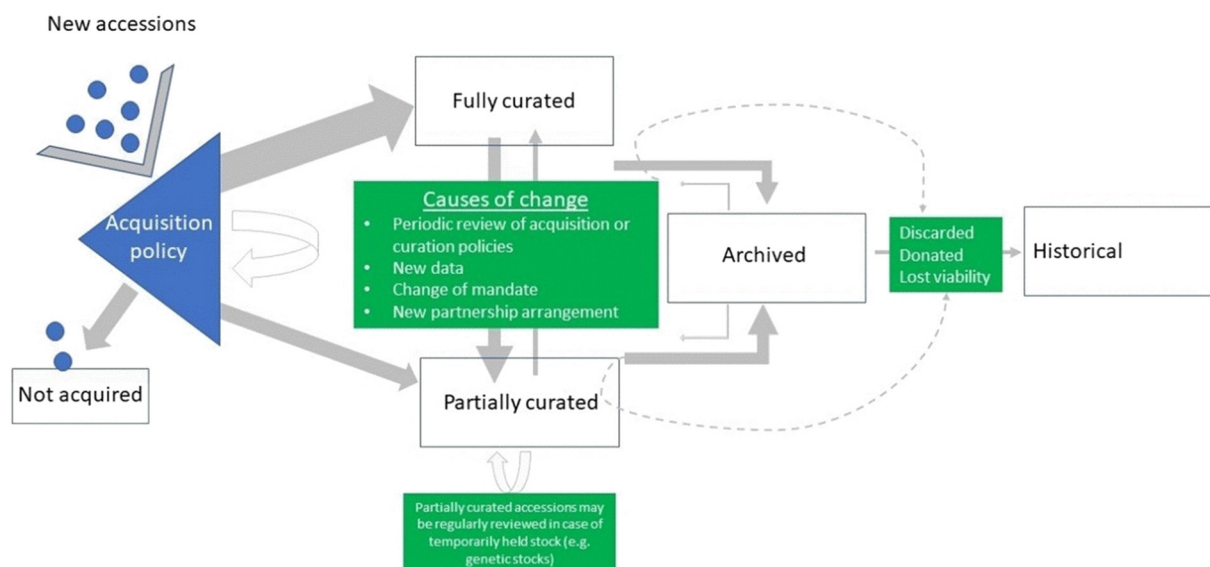 New accessions
Fully curated
Acquisition
policy
Causes of change
• Periodic review of acquisition or
curation policies
• New data
• Change of mandate
• New partnership arrangement
Archived
Discarded
Donated
Lost viability
Historical
Not acquired
Partially curated
Partially curated accessions may
be regularly reviewed in case of
temporarily held stock (e.g.
genetic stocks)